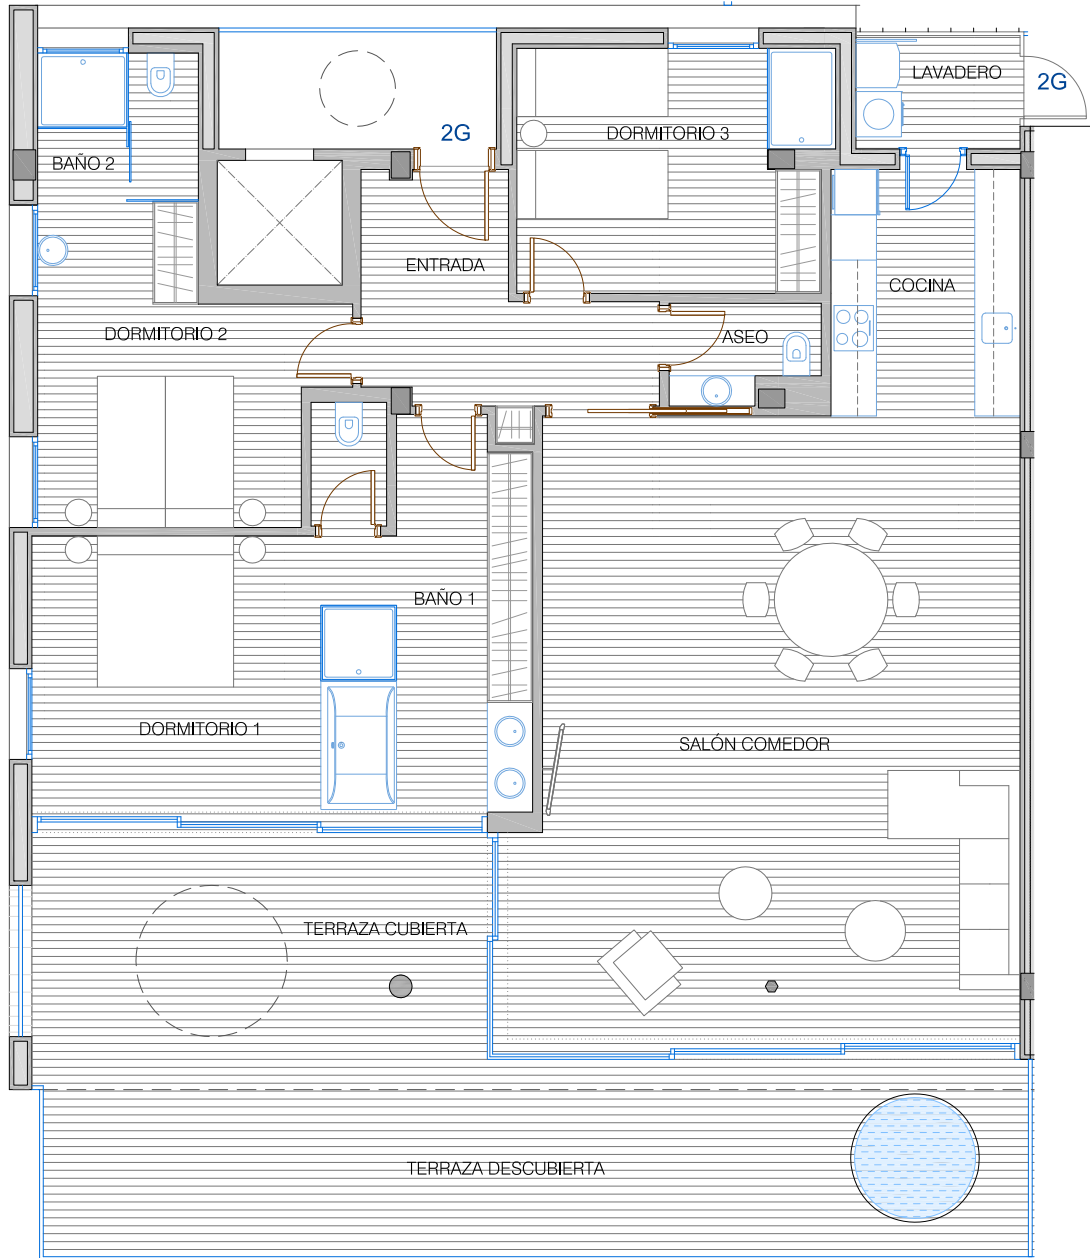 LAVADERO
2G
2G
DORMITORIO 3
BAÑO 2
ENTRADA
COCINA
DORMITORIO 2
ASEO
BAÑO 1
DORMITORIO 1
SALÓN COMEDOR
TERRAZA CUBIERTA
TERRAZA DESCUBIERTA